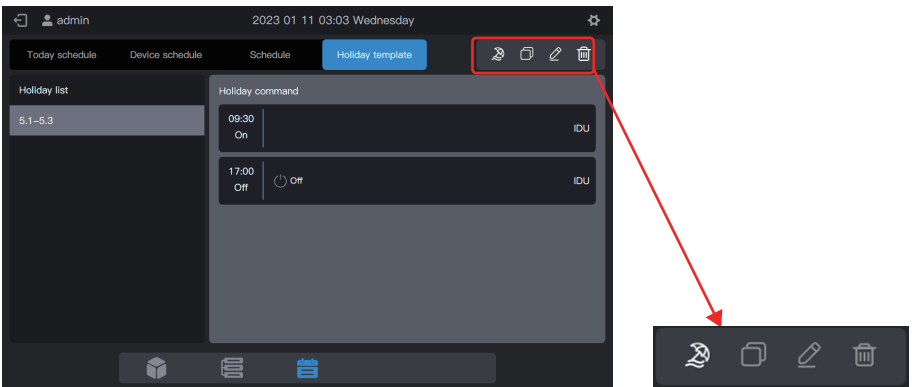 admin
2023 01 11 03:03 Wednesday
Today schedule
Device schedule
Schedule
Holiday template
Holiday list
5.1–5.3
Holiday command
09:30
On
IDU
17:00
Off
Off
IDU